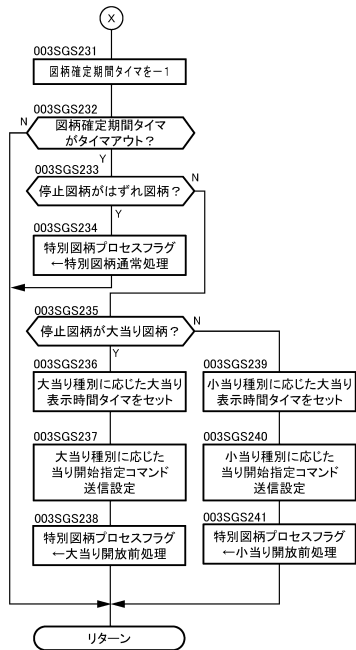 X
003SGS231
図柄確定期間タイマを－1
003SGS232
N
図柄確定期間タイマ
がタイマアウト？
Y
003SGS233
N
停止図柄がはずれ図柄？
Y
003SGS234
特別図柄プロセスフラグ
←特別図柄通常処理
003SGS235
停止図柄が大当り図柄？
N
Y
003SGS236
大当り種別に応じた大当り
表示時間タイマをセット
003SGS239
小当り種別に応じた大当り
表示時間タイマをセット
003SGS237
大当り種別に応じた
当り開始指定コマンド
送信設定
003SGS240
小当り種別に応じた
当り開始指定コマンド
送信設定
003SGS238
特別図柄プロセスフラグ
←大当り開放前処理
003SGS241
特別図柄プロセスフラグ
←小当り開放前処理
リターン